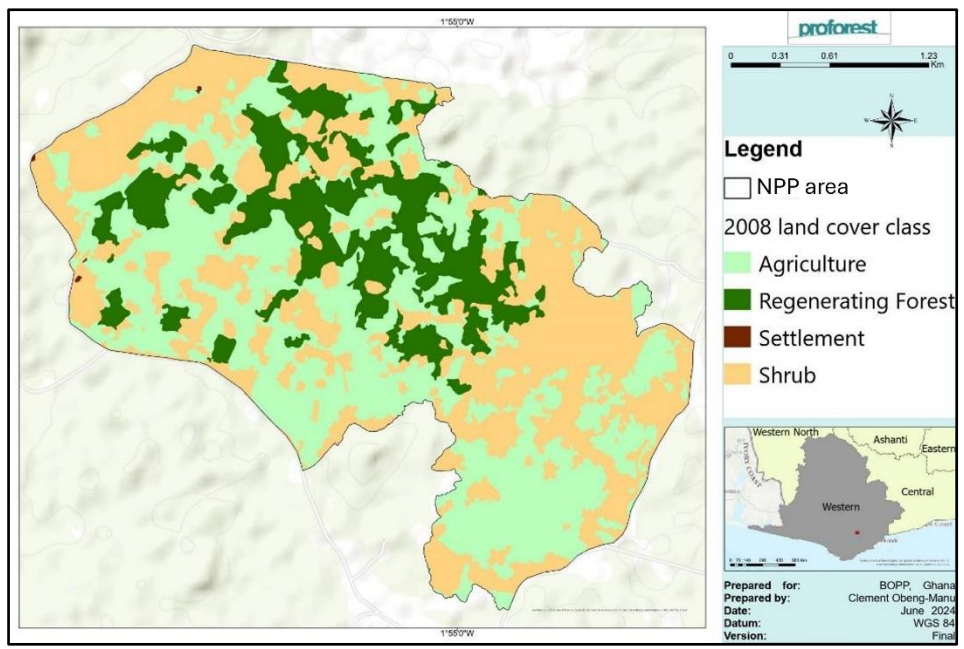 1°55'0"W
proforest
0 0.31 0.61 1.23
Km
N
W E
S
Legend
NPP area
2008 land cover class
Agriculture
Regenerating Forest
Settlement
Shrub
Western North
Ashanti
Eastern
IVORY COAST
Central
Western
Prepared for: BOPP, Ghana
Prepared by: Clement Obeng-Manu
Date: June 2024
Datum: WGS 84
Version: Final
1°55'0"W